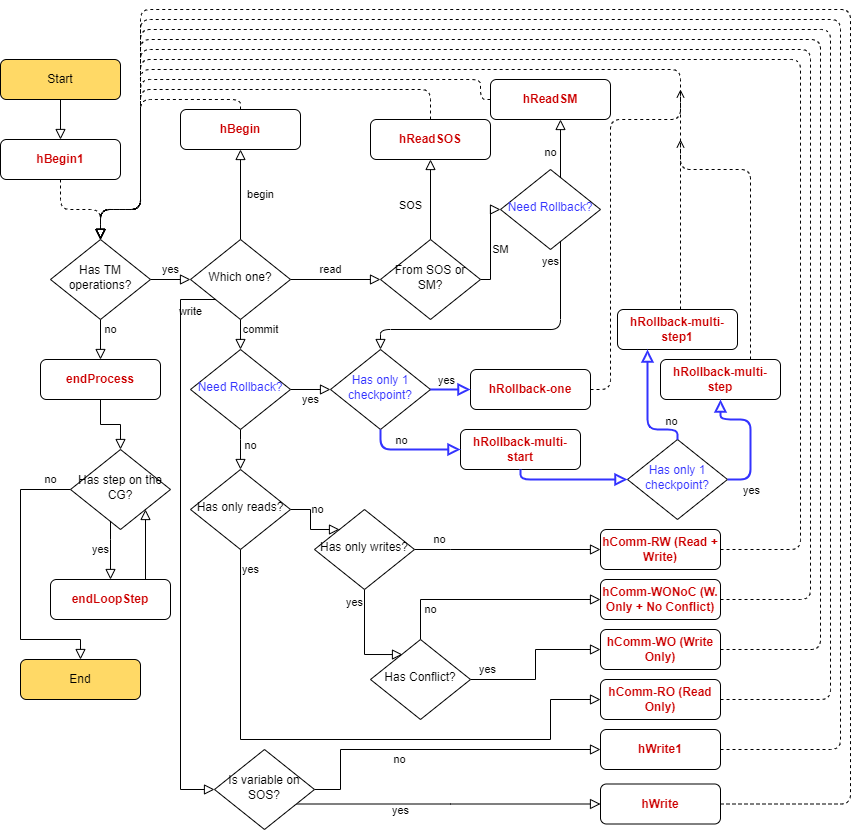 Start
hBegin1
hBegin
hReadSOS
hReadSM
no
begin
SOS
Need Rollback?
SM
yes
Has TM
operations?
yes
Which one?
read
From SOS or
SM?
write
commit
no
endProcess
Need Rollback?
yes
Has only 1
checkpoint?
yes
hRollback-one
no
hRollback-multi-
start
hRollback-multi-
step1
hRollback-multi-
step
no
Has only 1
checkpoint?
yes
no
Has step on the
CG?
no
yes
endLoopStep
End
Has only reads?
no
yes
Has only writes?
no
yes
hComm-RW (Read +
Write)
no
hComm-WONoC (W.
Only + No Conflict)
Has Conflict?
yes
hComm-WO (Write
Only)
hComm-RO (Read
Only)
Is variable on
SOS?
no
hWrite1
yes
hWrite